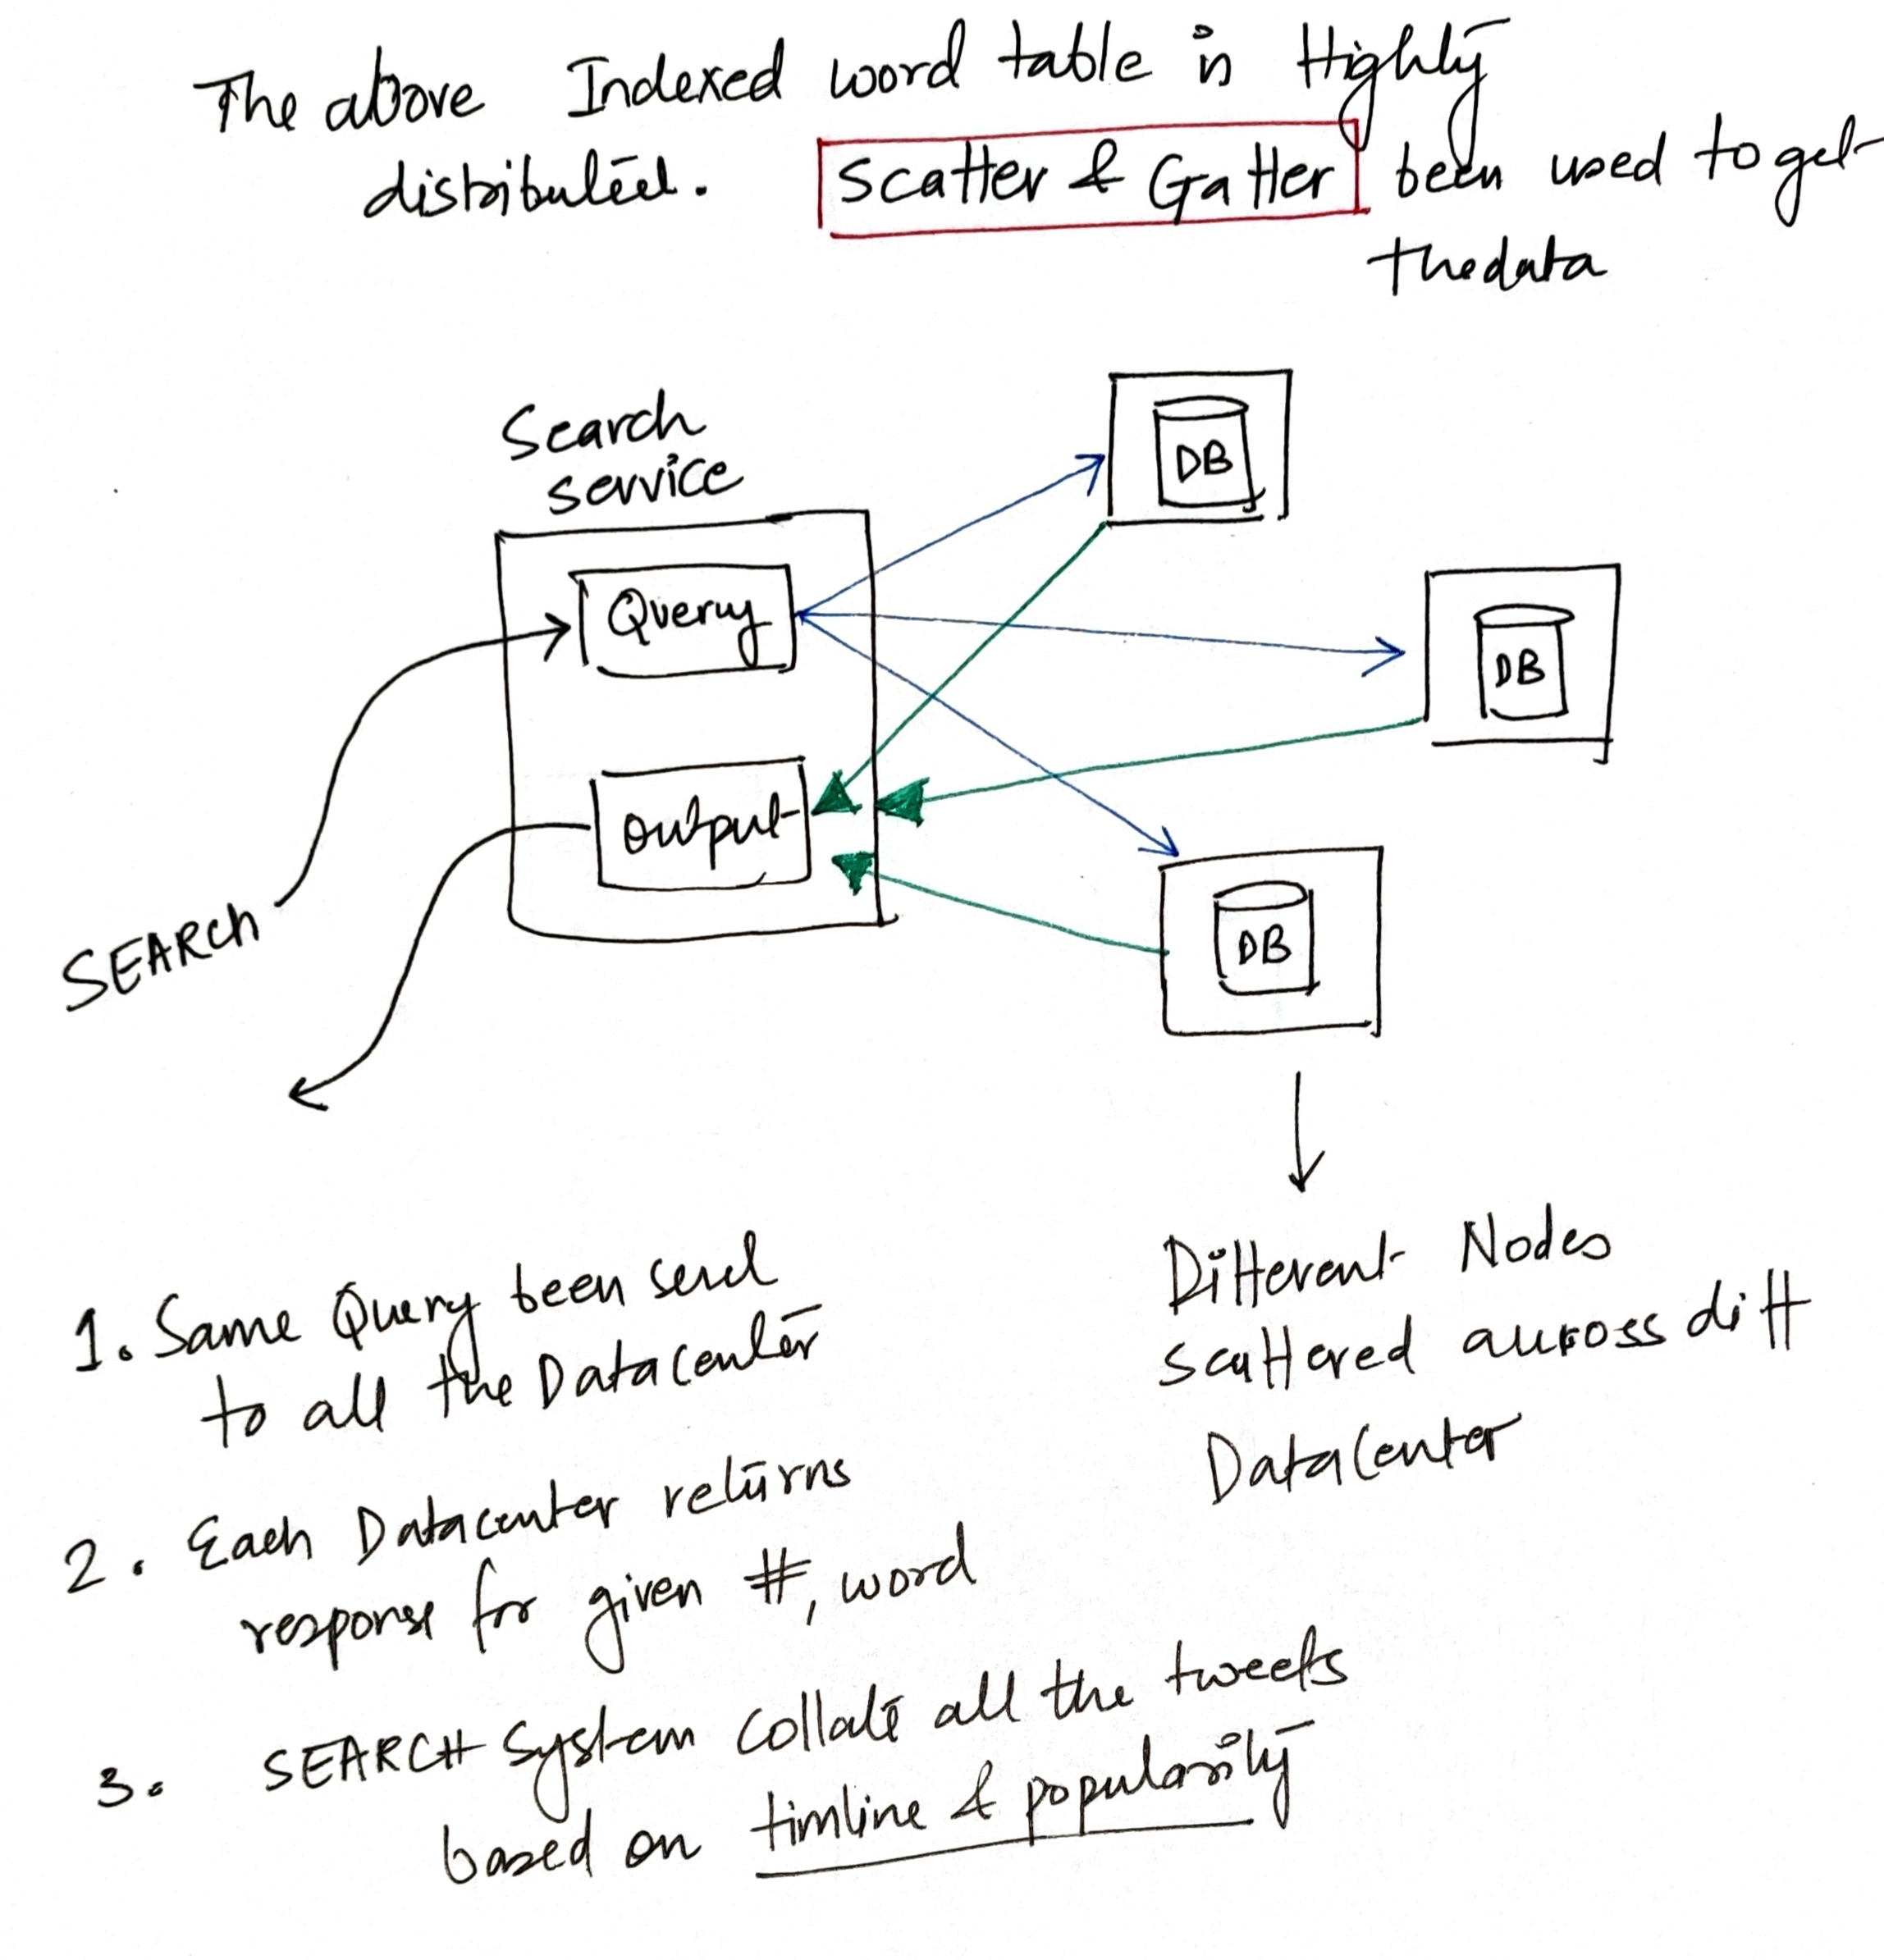 The above Indexed word table is Highly
distributed. Scatter & Gatter been used to get
the data
Search
service
DB
Query
DB
output
DB
SEARCH
Different Nodes
scattered auross diff
Datacenter
1. Same Query been send
to all the Datacenter
2. Each Datacenter returns
response for given #, word
3. SEARCH System collate all the tweets
based on timline & popularity